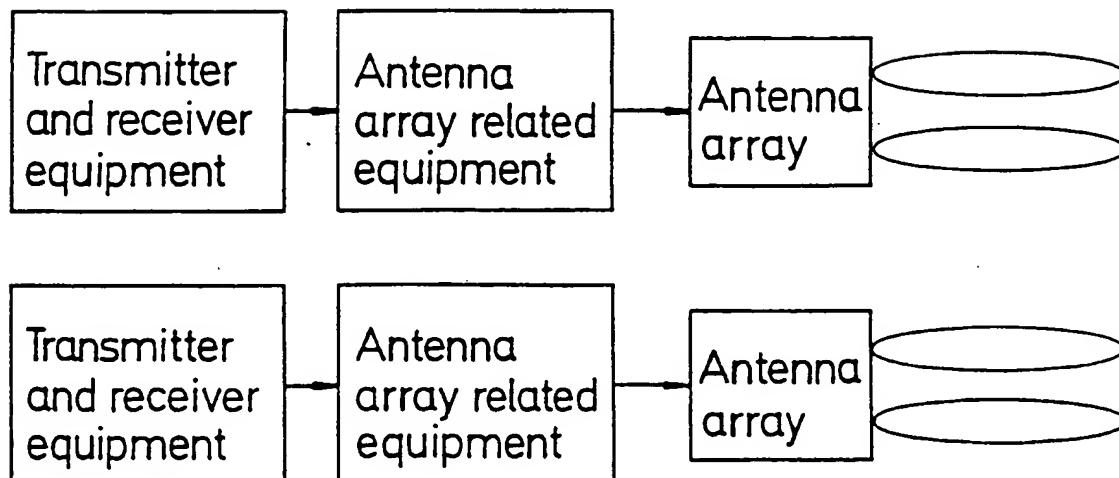 Transmitter
and receiver
equipment
Antenna
array related
equipment
Antenna
array
Transmitter
and receiver
equipment
Antenna
array related
equipment
Antenna
array